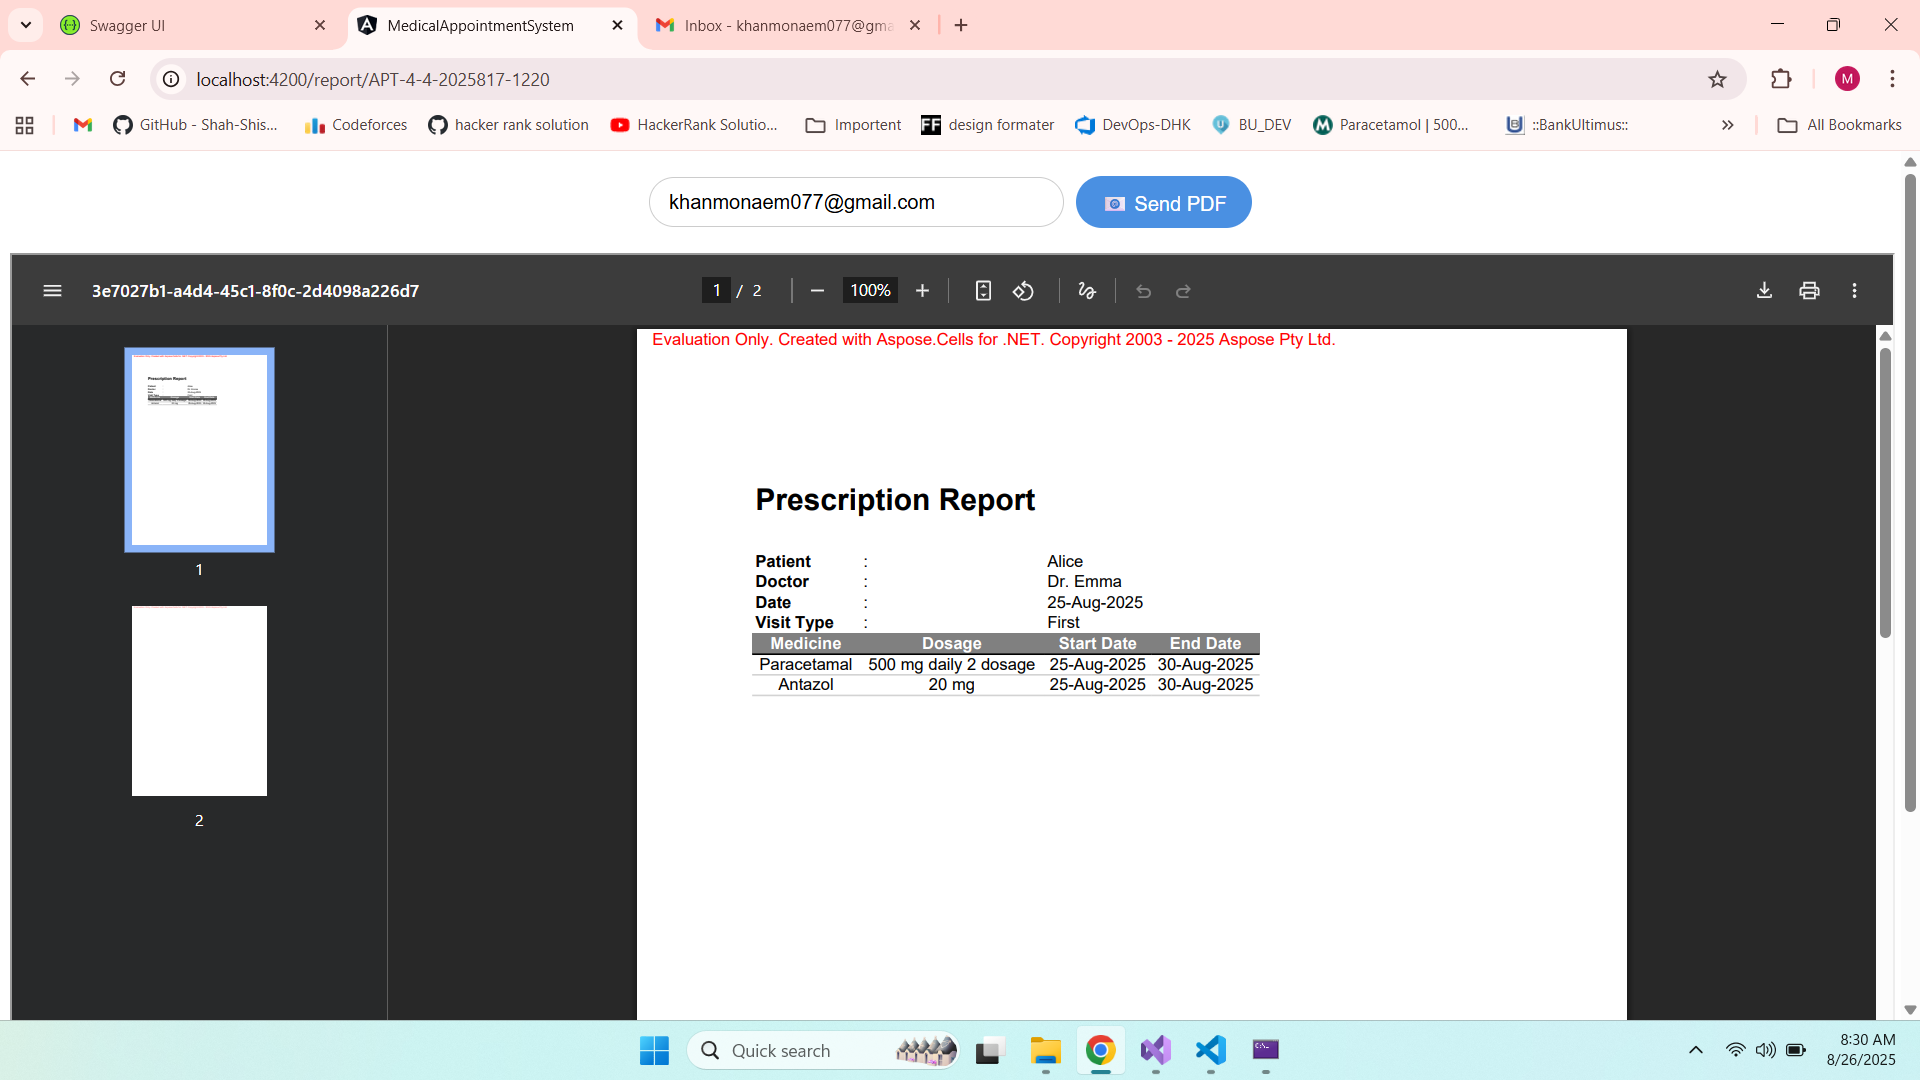 Swagger UI
MedicalAppointmentSystem
Inbox - khanmonaem077@gma
localhost:4200/report/APT-4-4-2025817-1220
M
GitHub - Shah-Shis...
Codeforces
hacker rank solution
HackerRank Solutio...
Importent
FF
design formater
DevOps-DHK
BU_DEV
Paracetamol | 500...
::BankUltimus::
All Bookmarks
khanmonaem077@gmail.com
Send PDF
3e7027b1-a4d4-45c1-8f0c-2d4098a226d7
1 / 2
100%
Evaluation Only. Created with Aspose.Cells for .NET. Copyright 2003 - 2025 Aspose Pty Ltd.
Prescription Report
Patient : Alice
Doctor : Dr. Emma
Date : 25-Aug-2025
Visit Type : First
Medicine Dosage Start Date End Date
Paracetamal 500 mg daily 2 dosage 25-Aug-2025 30-Aug-2025
Antazol 20 mg 25-Aug-2025 30-Aug-2025
1
2
Quick search
8:30 AM
8/26/2025